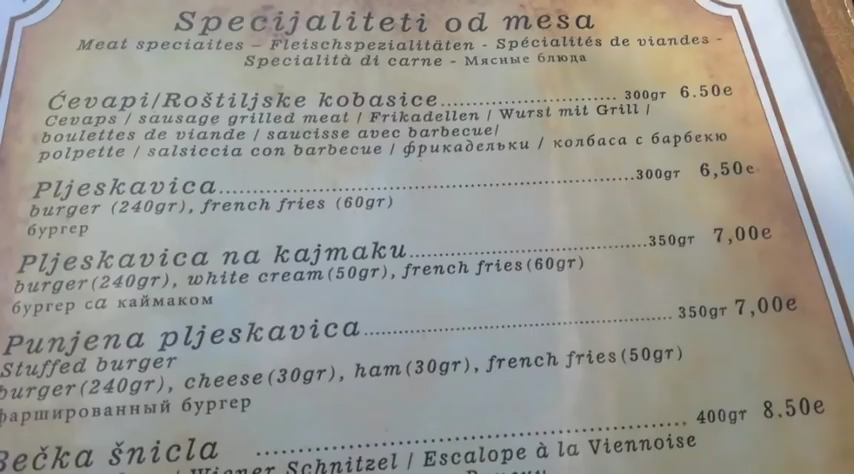 Specijaliteti od mesa
Meat speciaites – Fleischspezialitäten - Spécialités de viandes -
Specialità di carne - Мясные блюда
Ćevapi/Roštiljske kobasice.......................... 300gr 6.50e
Cevaps / sausage grilled meat / Frikadellen / Wurst mit Grill /
boulettes de viande / saucisse avec barbecue/
polpette / salsiccia con barbecue / фрикадельки / колбаса с барбекю
Pljeskavica..............................................................300gr 6,50e
burger (240gr), french fries (60gr)
бургер
Pljeskavica na kajmaku...................................350gr 7,00e
burger(240gr), white cream(50gr), french fries(60gr)
бургер са каймаком
Punjena pljeskavica.............................................. 350gr 7,00e
Stuffed burger
burger(240gr), cheese(30gr), ham(30gr), french fries(50gr)
фаршированный бургер
Bečka šnicla ............................................................ 400gr 8.50e
Wiener Schnitzel / Escalope à la Viennoise